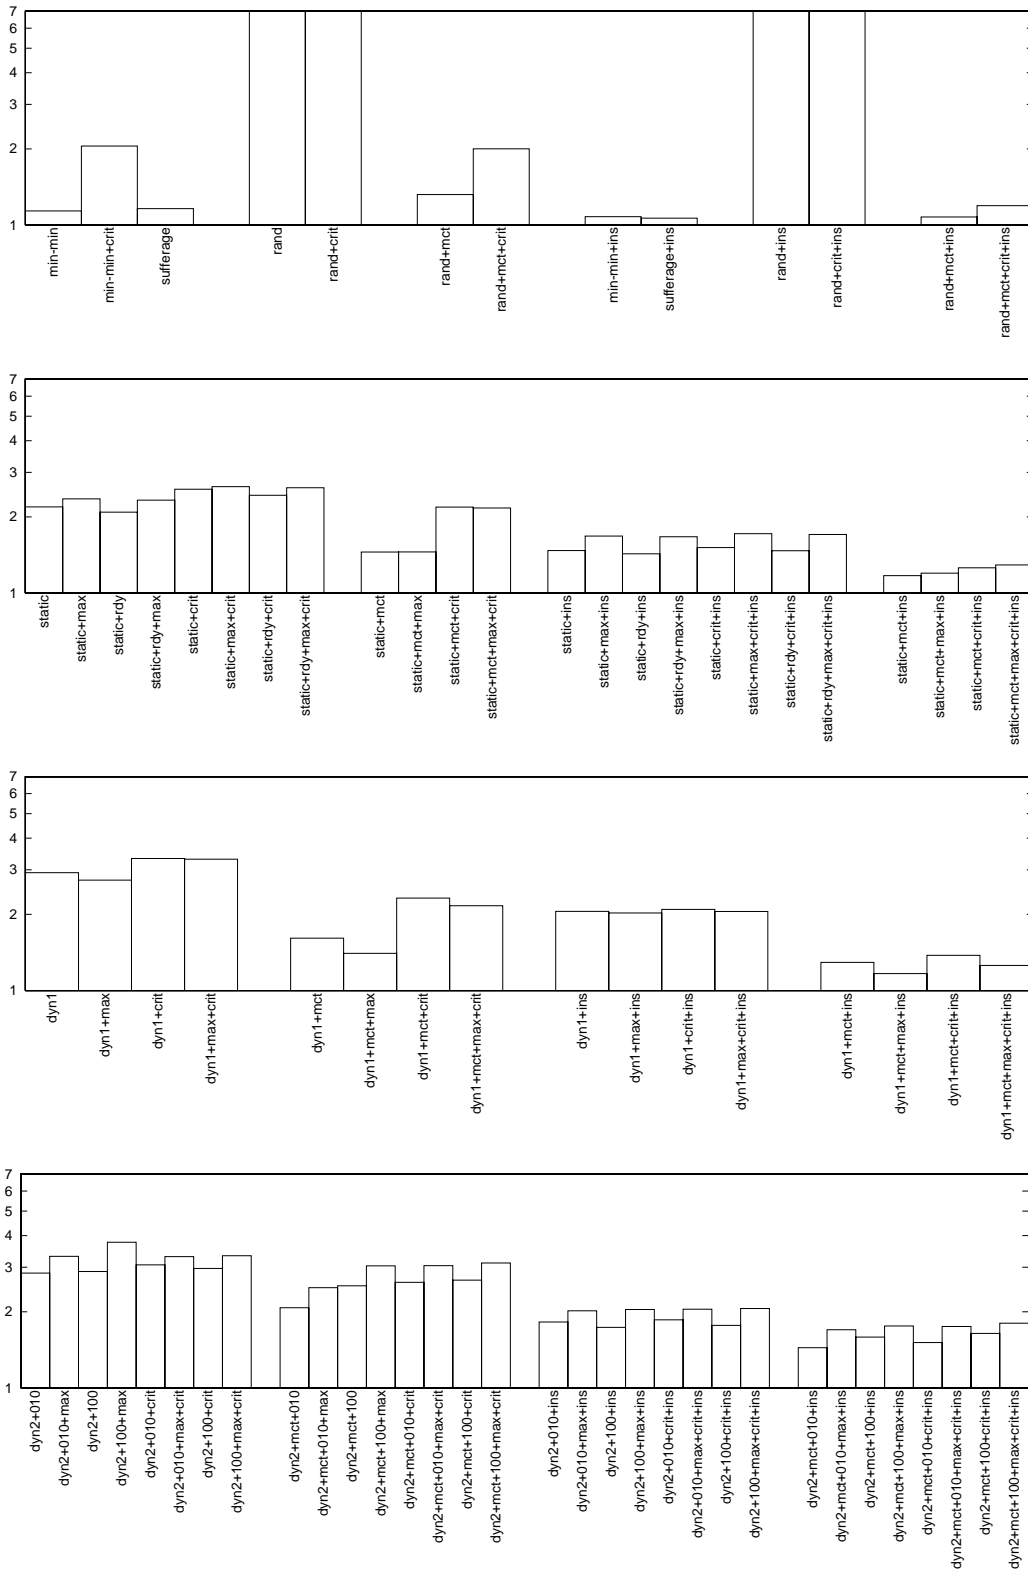 7
6
5
4
3
2
1
min-min
min-min+crit
sufferage
rand
rand+crit
rand+mct
rand+mct+crit
min-min+ins
sufferage+ins
rand+ins
rand+crit+ins
rand+mct+ins
rand+mct+crit+ins
7
6
5
4
3
2
1
static
static+max
static+rdy
static+rdy+max
static+crit
static+max+crit
static+rdy+crit
static+rdy+max+crit
static+mct
static+mct+max
static+mct+crit
static+mct+max+crit
static+ins
static+max+ins
static+rdy+ins
static+rdy+max+ins
static+crit+ins
static+max+crit+ins
static+rdy+crit+ins
static+rdy+max+crit+ins
static+mct+ins
static+mct+max+ins
static+mct+crit+ins
static+mct+max+crit+ins
7
6
5
4
3
2
1
dyn1
dyn1+max
dyn1+crit
dyn1+max+crit
dyn1+mct
dyn1+mct+max
dyn1+mct+crit
dyn1+mct+max+crit
dyn1+ins
dyn1+max+ins
dyn1+crit+ins
dyn1+max+crit+ins
dyn1+mct+ins
dyn1+mct+max+ins
dyn1+mct+crit+ins
dyn1+mct+max+crit+ins
7
6
5
4
3
2
1
dyn2+010
dyn2+010+max
dyn2+100
dyn2+100+max
dyn2+010+crit
dyn2+010+max+crit
dyn2+100+crit
dyn2+100+max+crit
dyn2+mct+010
dyn2+mct+010+max
dyn2+mct+100
dyn2+mct+100+max
dyn2+mct+010+crit
dyn2+mct+010+max+crit
dyn2+mct+100+crit
dyn2+mct+100+max+crit
dyn2+010+ins
dyn2+010+max+ins
dyn2+100+ins
dyn2+100+max+ins
dyn2+010+crit+ins
dyn2+010+max+crit+ins
dyn2+100+crit+ins
dyn2+100+max+crit+ins
dyn2+mct+010+ins
dyn2+mct+010+max+ins
dyn2+mct+100+ins
dyn2+mct+100+max+ins
dyn2+mct+010+crit+ins
dyn2+mct+010+max+crit+ins
dyn2+mct+100+crit+ins
dyn2+mct+100+max+crit+ins